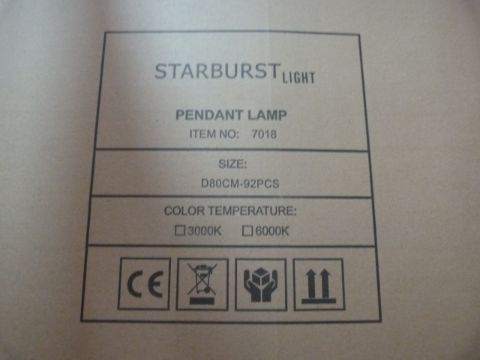 STARBURST LIGHT
PENDANT LAMP
ITEM NO: 7018
SIZE:
D80CM-92PCS
COLOR TEMPERATURE:
☐3000K ☐6000K
CE